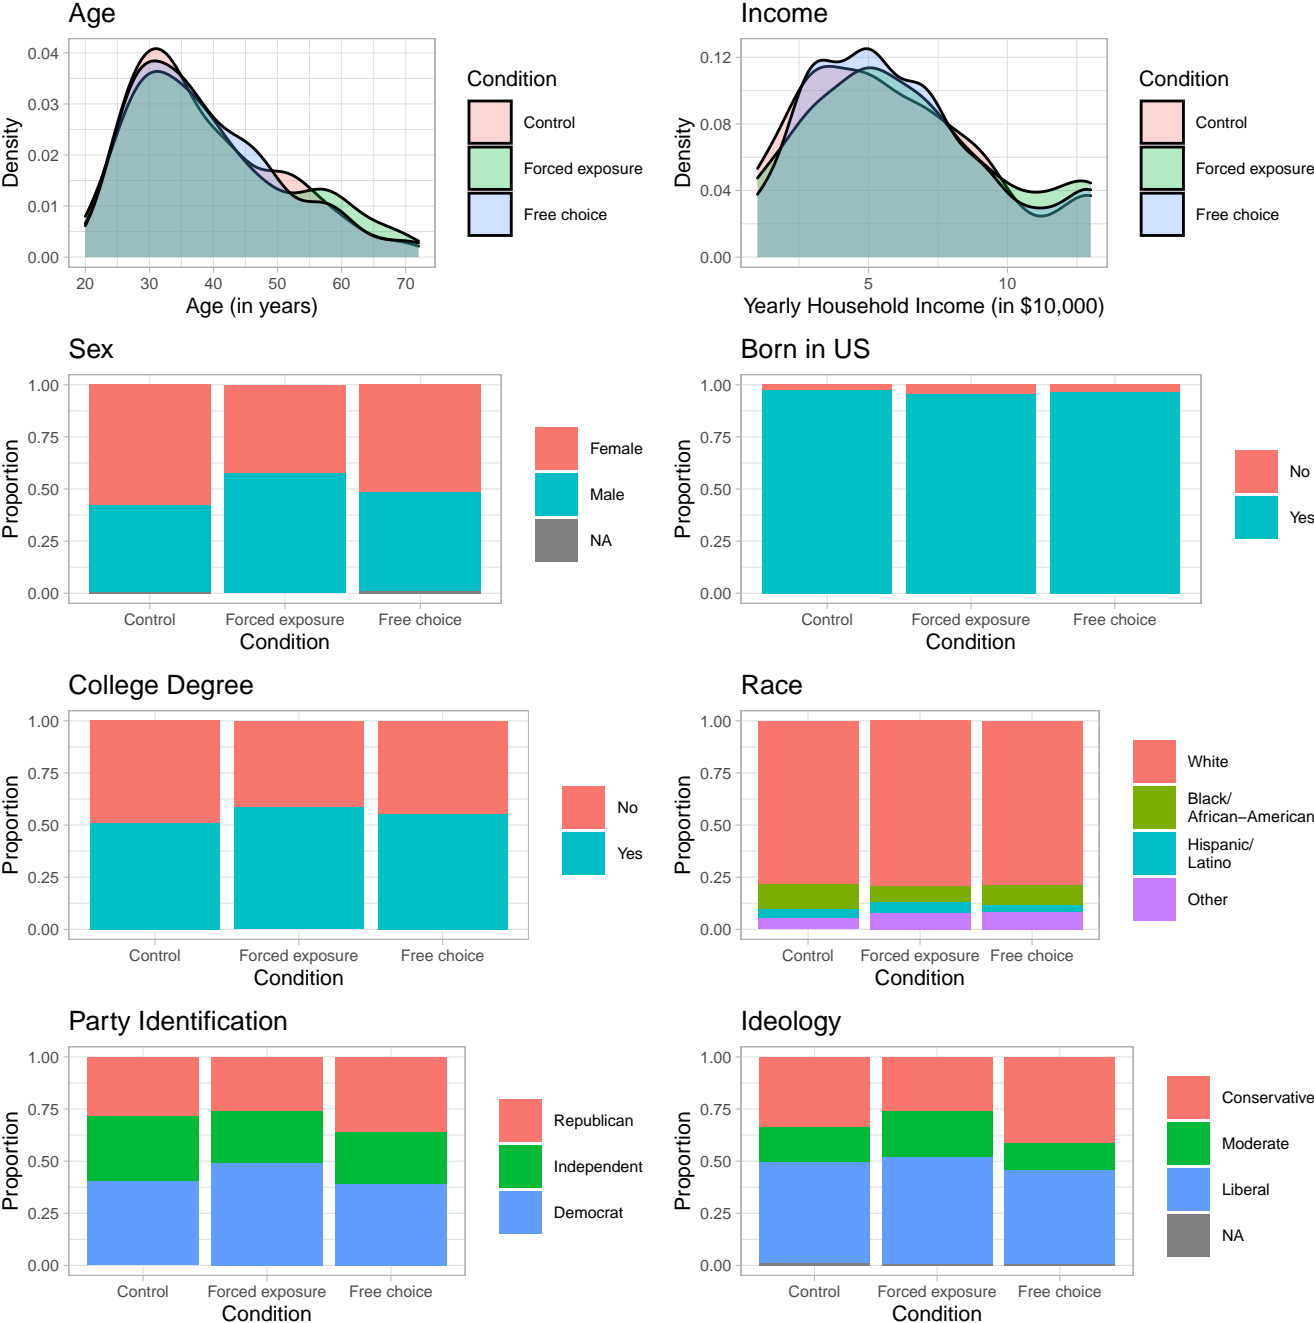 Age
Density
0.04
0.03
0.02
0.01
0.00
20 30 40 50 60 70
Age (in years)
Condition
Control
Forced exposure
Free choice
Income
Density
0.12
0.08
0.04
0.00
5 10
Yearly Household Income (in $10,000)
Condition
Control
Forced exposure
Free choice
Sex
Proportion
1.00
0.75
0.50
0.25
0.00
Control Forced exposure Free choice
Condition
Female
Male
NA
Born in US
Proportion
1.00
0.75
0.50
0.25
0.00
Control Forced exposure Free choice
Condition
No
Yes
College Degree
Proportion
1.00
0.75
0.50
0.25
0.00
Control Forced exposure Free choice
Condition
No
Yes
Race
Proportion
1.00
0.75
0.50
0.25
0.00
Control Forced exposure Free choice
Condition
White
Black/
African−American
Hispanic/
Latino
Other
Party Identification
Proportion
1.00
0.75
0.50
0.25
0.00
Control Forced exposure Free choice
Condition
Republican
Independent
Democrat
Ideology
Proportion
1.00
0.75
0.50
0.25
0.00
Control Forced exposure Free choice
Condition
Conservative
Moderate
Liberal
NA